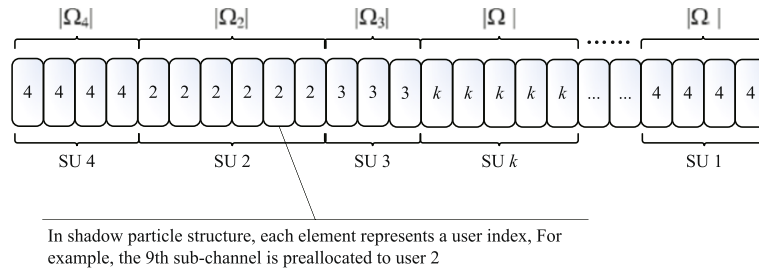 |Ω₄| |Ω₂| |Ω₃| |Ω | ...... |Ω |
4 4 4 4 2 2 2 2 2 2 3 3 3 k k k k k ... ... 4 4 4 4
SU 4 SU 2 SU 3 SU k SU 1
In shadow particle structure, each element represents a user index, For
example, the 9th sub-channel is preallocated to user 2